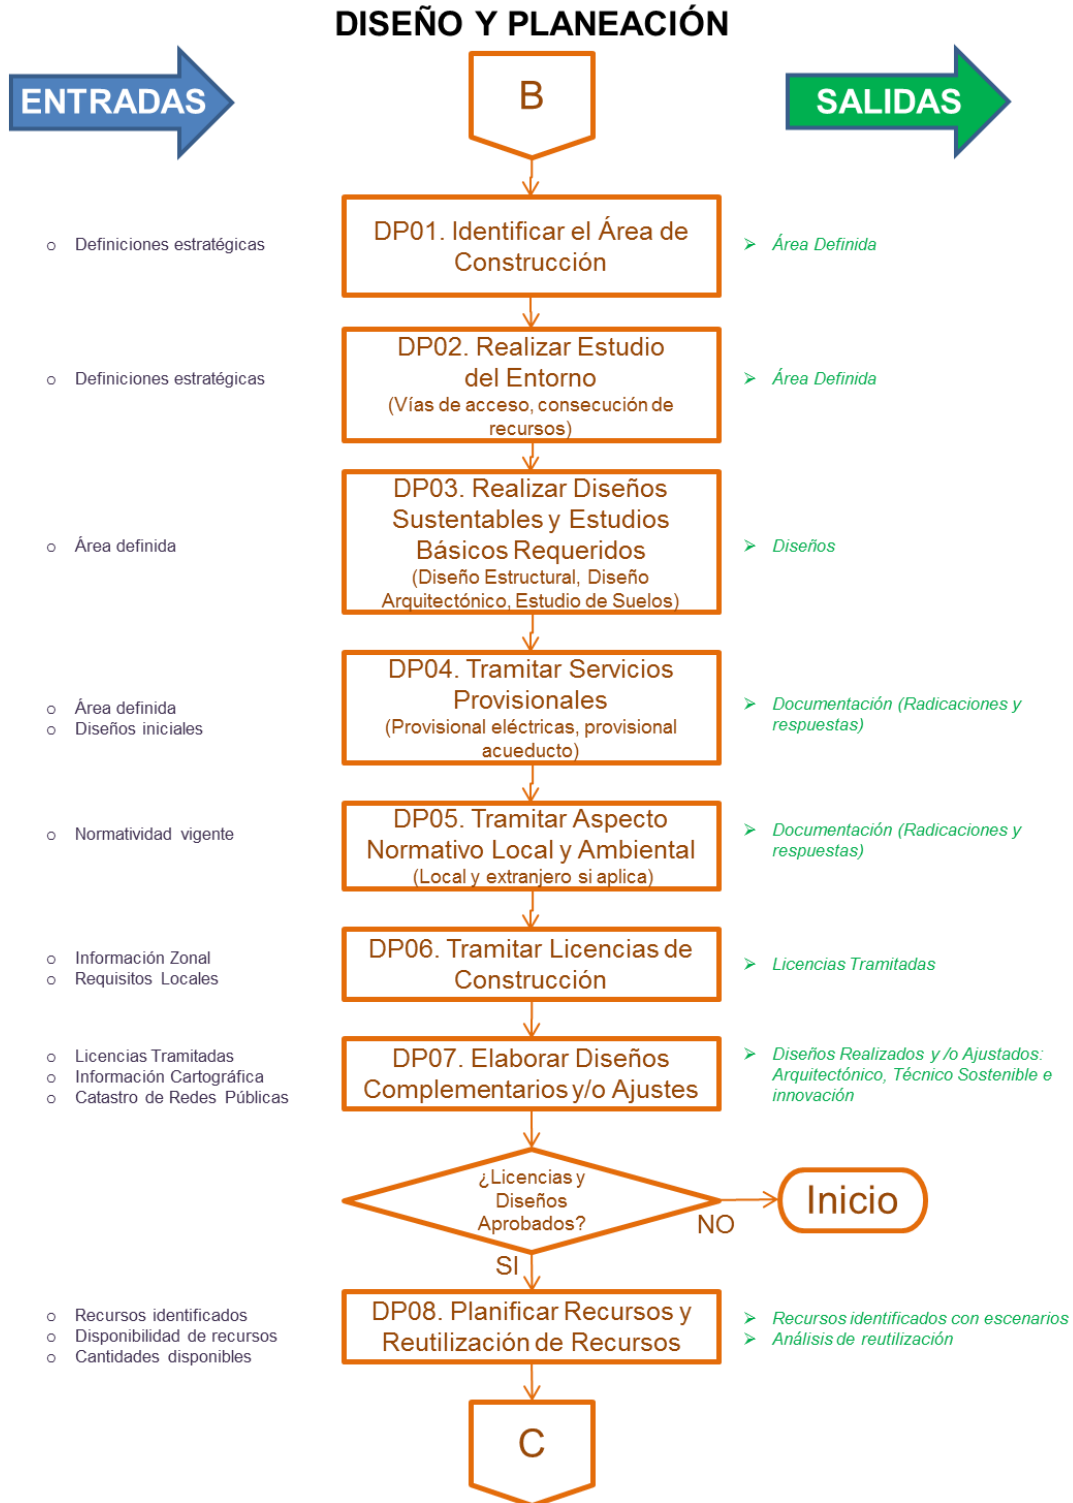 DISEÑO Y PLANEACIÓN
ENTRADAS
B
SALIDAS
o Definiciones estratégicas
DP01. Identificar el Área de
Construcción
➢ Área Definida
o Definiciones estratégicas
DP02. Realizar Estudio
del Entorno
(Vías de acceso, consecución de
recursos)
➢ Área Definida
o Área definida
DP03. Realizar Diseños
Sustentables y Estudios
Básicos Requeridos
(Diseño Estructural, Diseño
Arquitectónico, Estudio de Suelos)
➢ Diseños
o Área definida
o Diseños iniciales
DP04. Tramitar Servicios
Provisionales
(Provisional eléctricas, provisional
acueducto)
➢ Documentación (Radicaciones y
respuestas)
o Normatividad vigente
DP05. Tramitar Aspecto
Normativo Local y Ambiental
(Local y extranjero si aplica)
➢ Documentación (Radicaciones y
respuestas)
o Información Zonal
o Requisitos Locales
DP06. Tramitar Licencias de
Construcción
➢ Licencias Tramitadas
o Licencias Tramitadas
o Información Cartográfica
o Catastro de Redes Públicas
DP07. Elaborar Diseños
Complementarios y/o Ajustes
➢ Diseños Realizados y /o Ajustados:
Arquitectónico, Técnico Sostenible e
innovación
¿Licencias y
Diseños
Aprobados?
NO
Inicio
SI
o Recursos identificados
o Disponibilidad de recursos
o Cantidades disponibles
DP08. Planificar Recursos y
Reutilización de Recursos
➢ Recursos identificados con escenarios
➢ Análisis de reutilización
C